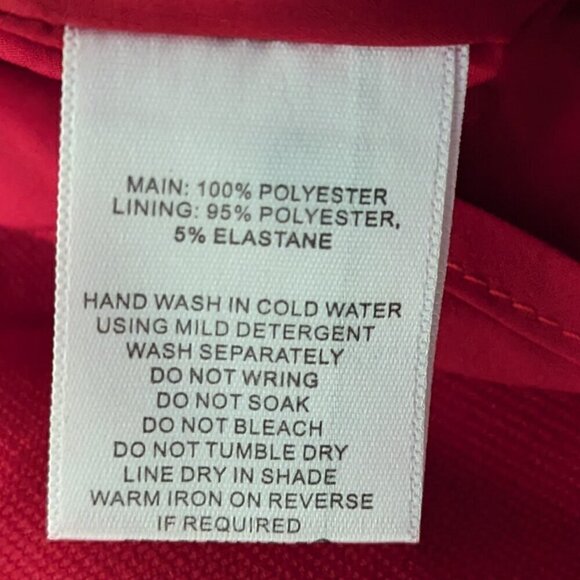 MAIN: 100% POLYESTER
LINING: 95% POLYESTER,
5% ELASTANE
HAND WASH IN COLD WATER
USING MILD DETERGENT
WASH SEPARATELY
DO NOT WRING
DO NOT SOAK
DO NOT BLEACH
DO NOT TUMBLE DRY
LINE DRY IN SHADE
WARM IRON ON REVERSE
IF REQUIRED